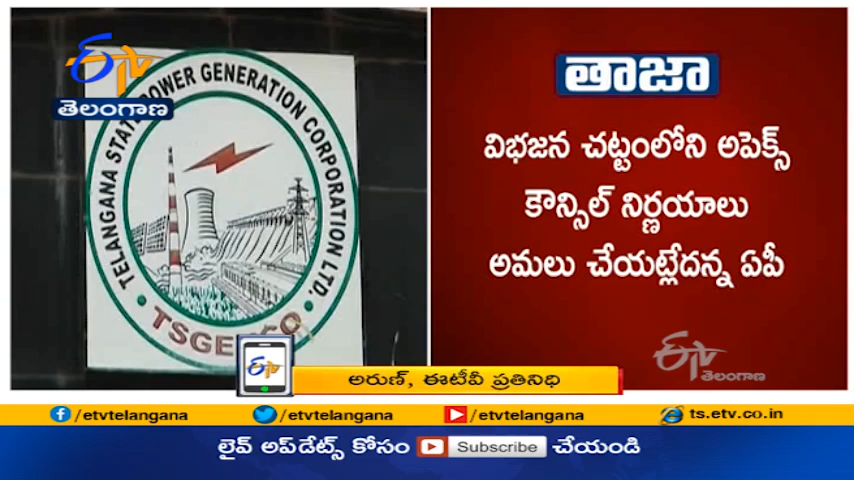 ETV
తెలంగాణ
TELANGANA STATE POWER GENERATION CORPORATION LTD.
తాజా
విభజన చట్టంలోని అపెక్స్
కౌన్సిల్ నిర్ణయాలు
అమలు చేయట్లేదన్న ఏపీ
ETV తెలంగాణ
ETV
అరుణ్, ఈటీవీ ప్రతినిధి
/etvtelangana
/etvtelangana
/etvtelangana
ts.etv.co.in
లైవ్ అప్‌డేట్స్ కోసం Subscribe చేయండి